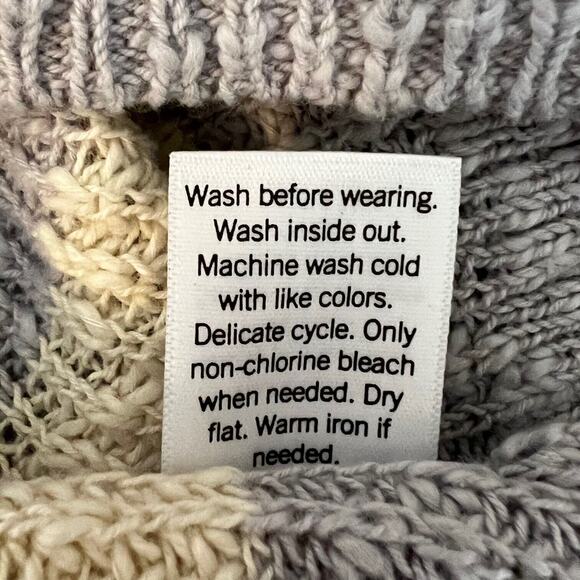 Wash before wearing.
Wash inside out.
Machine wash cold
with like colors.
Delicate cycle. Only
non-chlorine bleach
when needed. Dry
flat. Warm iron if
needed.